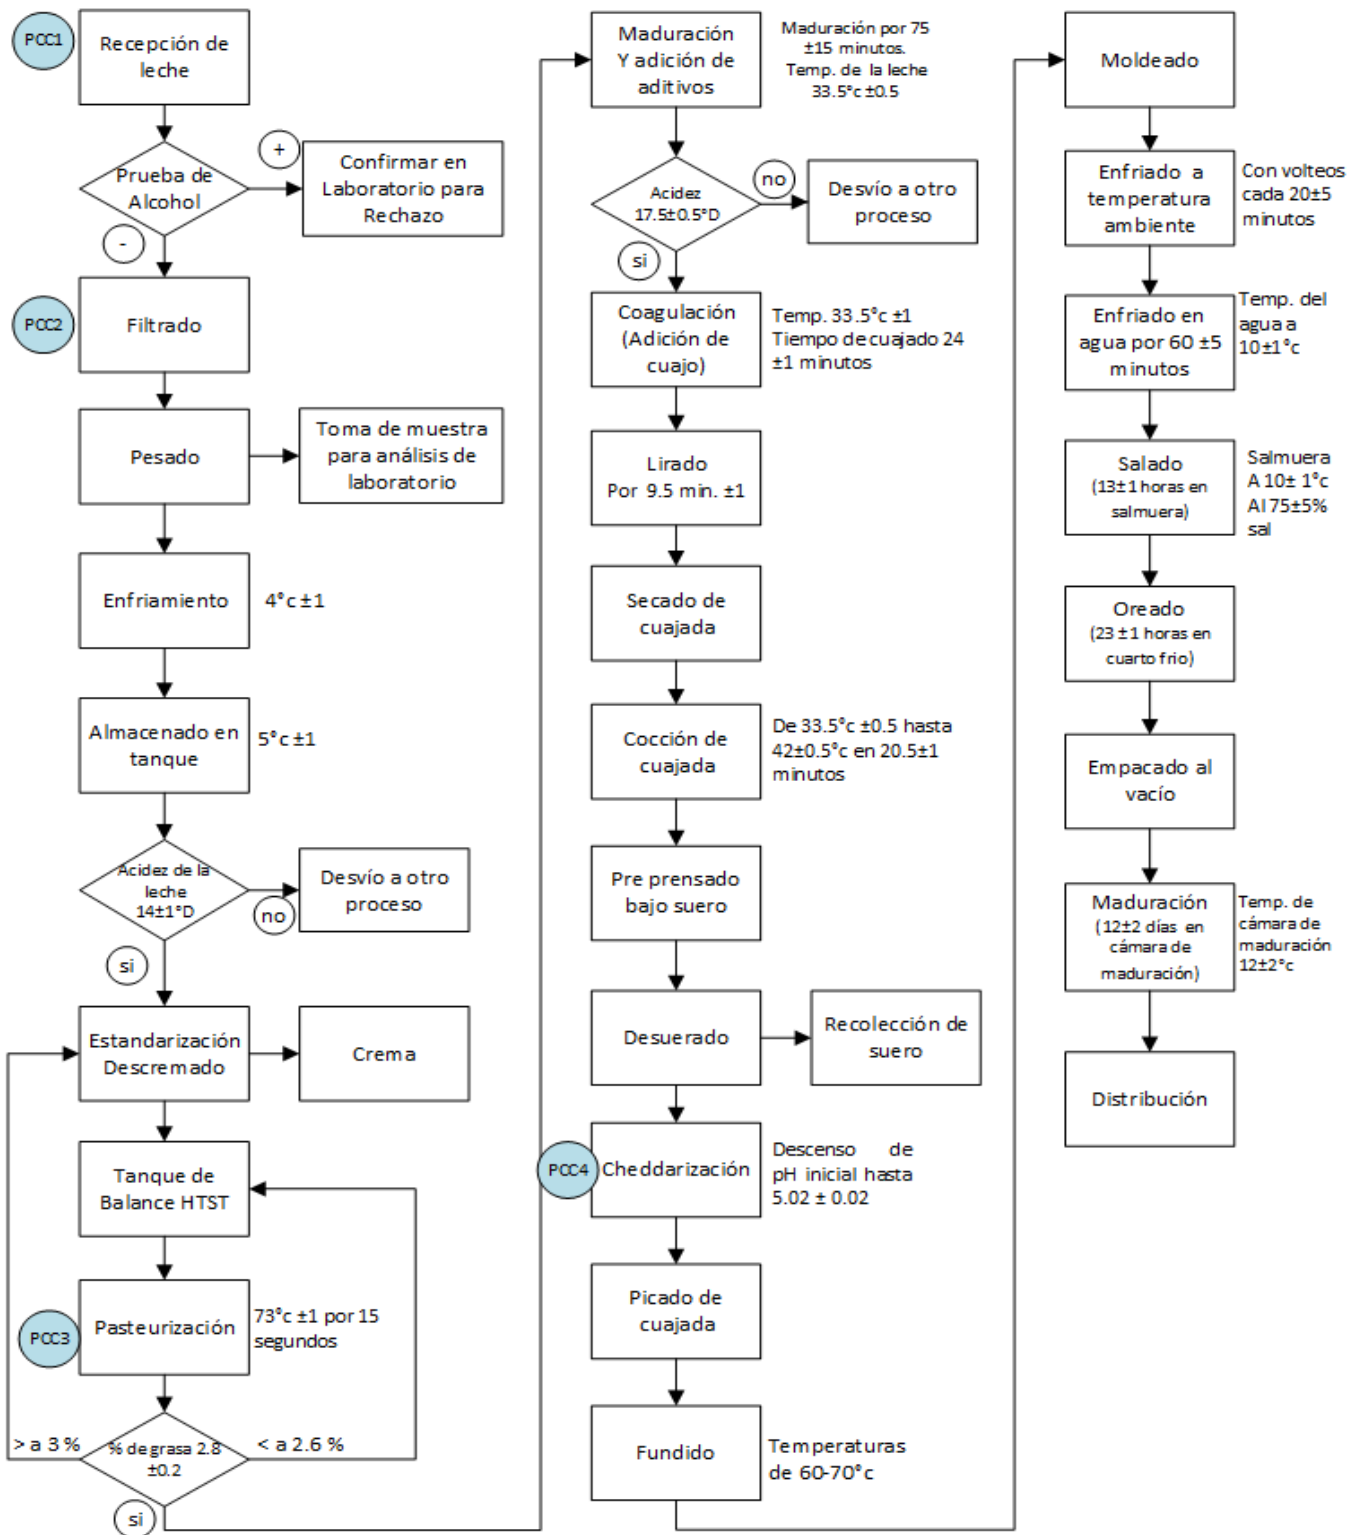 PCC1
Recepción de
leche
Prueba de
Alcohol
+
Confirmar en
Laboratorio para
Rechazo
-
PCC2
Filtrado
Pesado
Toma de muestra
para análisis de
laboratorio
Enfriamiento
4°c ±1
Almacenado en
tanque
5°c ±1
Acidez de la
leche
14±1°D
no
Desvío a otro
proceso
si
Estandarización
Descremado
Crema
Tanque de
Balance HTST
PCC3
Pasteurización
73°c ±1 por 15
segundos
> a 3 %
% de grasa 2.8
±0.2
< a 2.6 %
si
Maduración
Y adición de
aditivos
Maduración por 75
±15 minutos.
Temp. de la leche
33.5°c ±0.5
Acidez
17.5±0.5°D
no
Desvío a otro
proceso
si
Coagulación
(Adición de
cuajo)
Temp. 33.5°c ±1
Tiempo de cuajado 24
±1 minutos
Lirado
Por 9.5 min. ±1
Secado de
cuajada
Cocción de
cuajada
De 33.5°c ±0.5 hasta
42±0.5°c en 20.5±1
minutos
Pre prensado
bajo suero
Desuerado
Recolección de
suero
PCC4
Cheddarización
Descenso de
pH inicial hasta
5.02 ± 0.02
Picado de
cuajada
Fundido
Temperaturas
de 60-70°c
Moldeado
Enfriado a
temperatura
ambiente
Con volteos
cada 20±5
minutos
Enfriado en
agua por 60 ±5
minutos
Temp. del
agua a
10±1°c
Salado
(13±1 horas en
salmuera)
Salmuera
A 10± 1°c
Al 75±5%
sal
Oreado
(23 ±1 horas en
cuarto frio)
Empacado al
vacío
Maduración
(12±2 días en
cámara de
maduración)
Temp. de
cámara de
maduración
12±2°c
Distribución